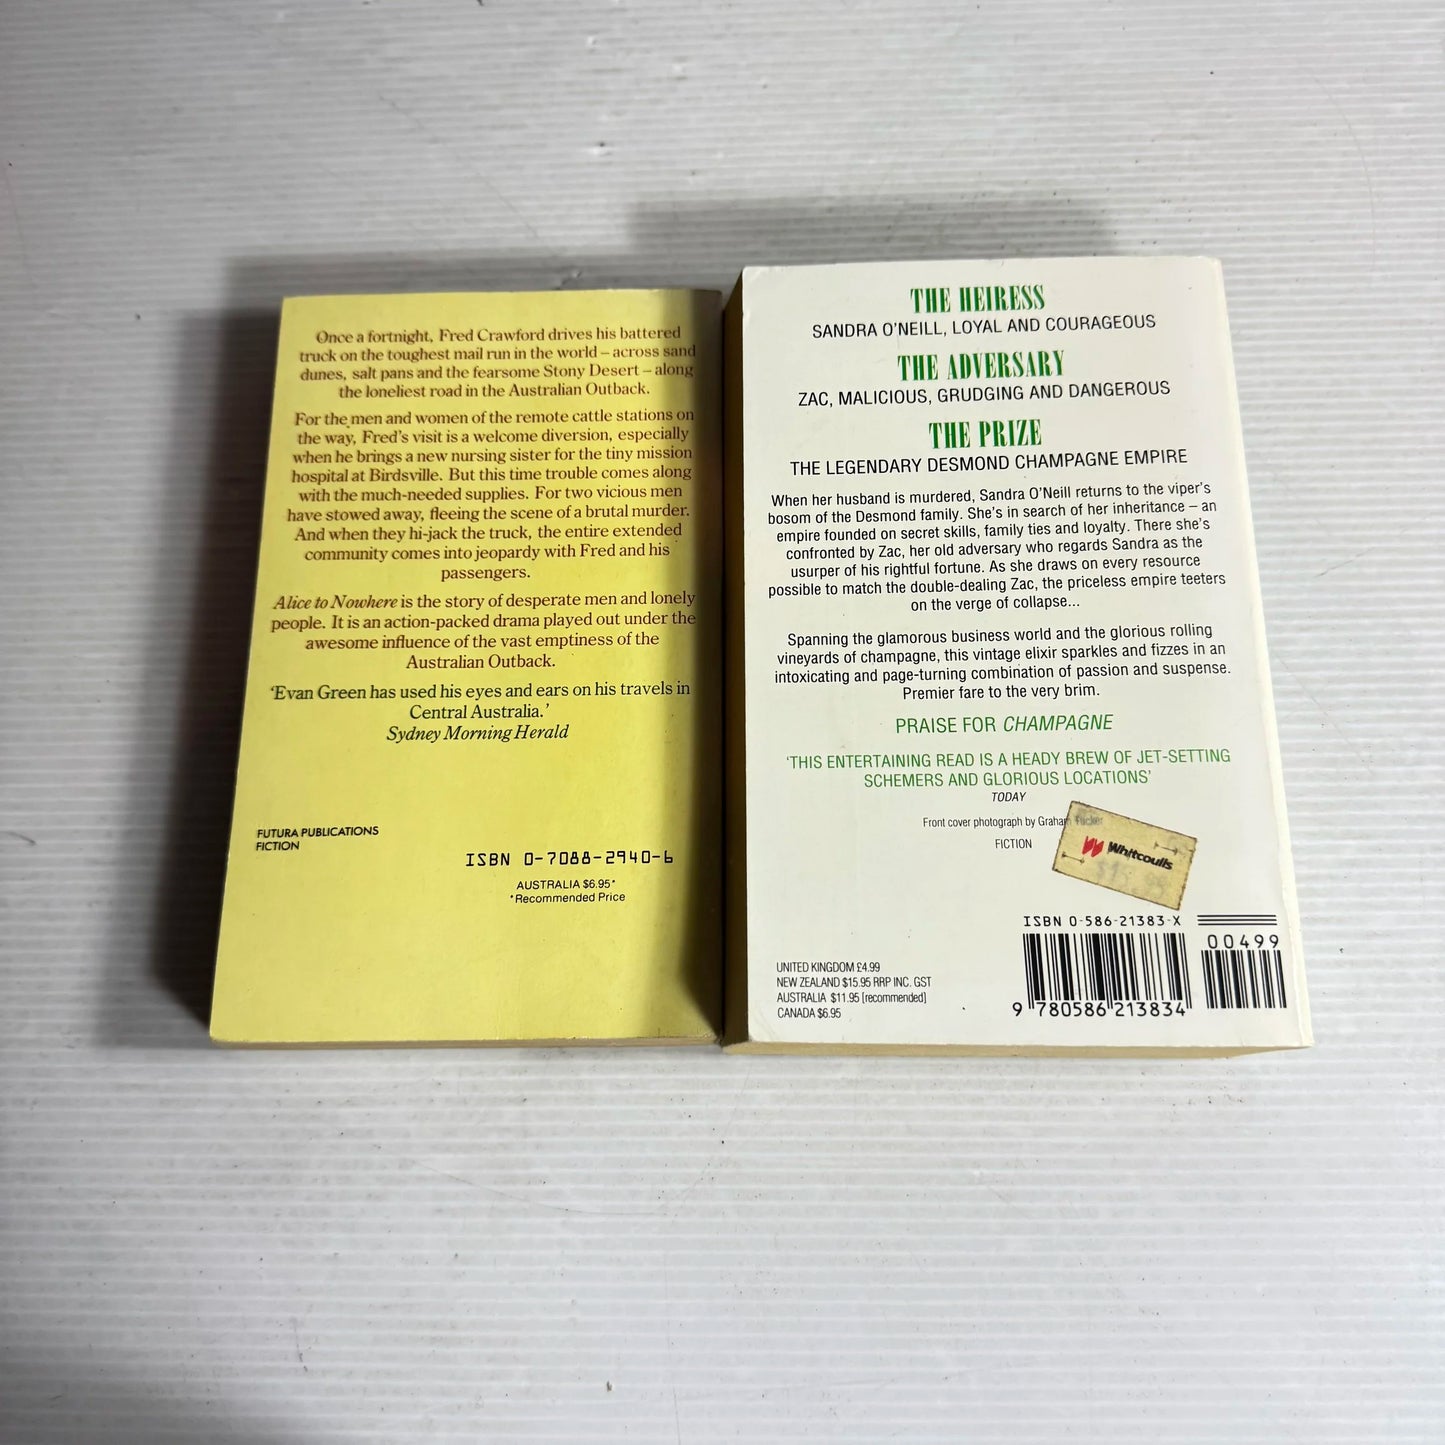 Once a fortnight, Fred Crawford drives his battered
truck on the toughest mail run in the world – across sand
dunes, salt pans and the fearsome Stony Desert – along
the loneliest road in the Australian Outback.
For the men and women of the remote cattle stations on
the way, Fred's visit is a welcome diversion, especially
when he brings a new nursing sister for the tiny mission
hospital at Birdsville. But this time trouble comes along
with the much-needed supplies. For two vicious men
have stowed away, fleeing the scene of a brutal murder.
And when they hi-jack the truck, the entire extended
community comes into jeopardy with Fred and his
passengers.
Alice to Nowhere is the story of desperate men and lonely
people. It is an action-packed drama played out under the
awesome influence of the vast emptiness of the
Australian Outback.
'Evan Green has used his eyes and ears on his travels in
Central Australia.'
Sydney Morning Herald
FUTURA PUBLICATIONS
FICTION
ISBN 0-7088-2940-6
AUSTRALIA $6.95*
*Recommended Price
THE HEIRESS
SANDRA O'NEILL, LOYAL AND COURAGEOUS
THE ADVERSARY
ZAC, MALICIOUS, GRUDGING AND DANGEROUS
THE PRIZE
THE LEGENDARY DESMOND CHAMPAGNE EMPIRE
When her husband is murdered, Sandra O'Neill returns to the viper's
bosom of the Desmond family. She's in search of her inheritance – an
empire founded on secret skills, family ties and loyalty. There she's
confronted by Zac, her old adversary who regards Sandra as the
usurper of his rightful fortune. As she draws on every resource
possible to match the double-dealing Zac, the priceless empire teeters
on the verge of collapse...
Spanning the glamorous business world and the glorious rolling
vineyards of champagne, this vintage elixir sparkles and fizzes in an
intoxicating and page-turning combination of passion and suspense.
Premier fare to the very brim.
PRAISE FOR CHAMPAGNE
'THIS ENTERTAINING READ IS A HEADY BREW OF JET-SETTING
SCHEMERS AND GLORIOUS LOCATIONS'
TODAY
Front cover photograph by Graham Tucker
FICTION
Whitcoulls
ISBN 0-586-21383-X
00499
9 780586 213834
UNITED KINGDOM £4.99
NEW ZEALAND $15.95 RRP INC. GST
AUSTRALIA $11.95 (recommended)
CANADA $6.95